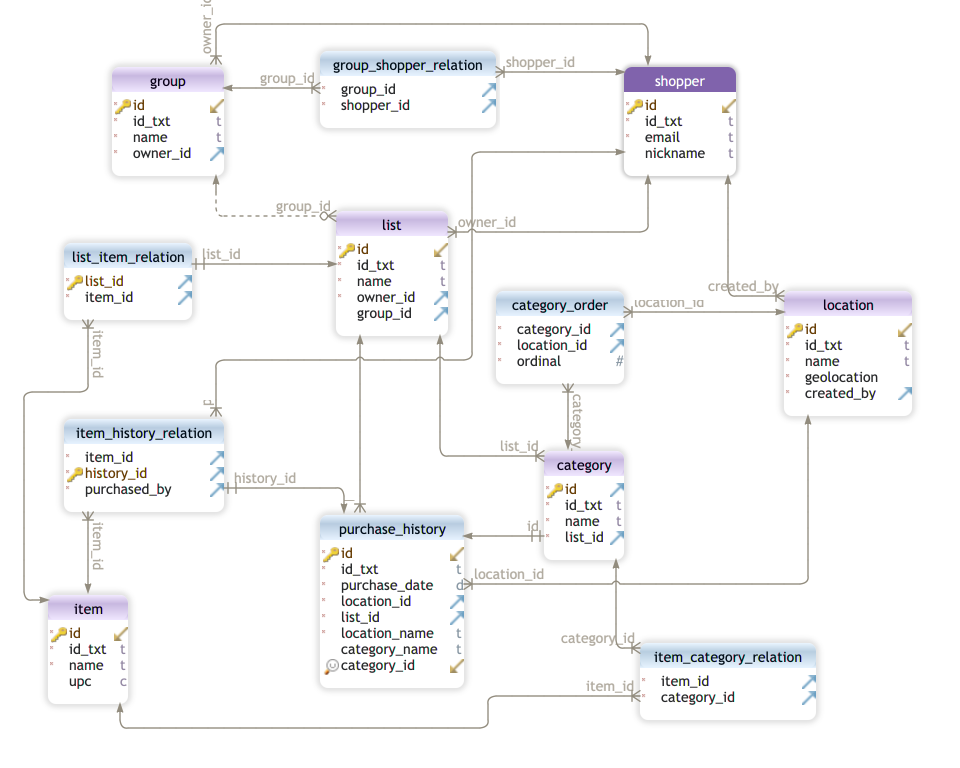 owner_id
group
id
id_txt t
name t
owner_id
group_id
group_shopper_relation
group_id
shopper_id
shopper_id
shopper
id
id_txt t
email t
nickname t
group_id
list
id
id_txt t
name t
owner_id
group_id
owner_id
list_item_relation
list_id
item_id
list_id
item_id
category_order
category_id
location_id
ordinal #
location_id
created_by
location
id
id_txt t
name t
geolocation
created_by
category_
item_history_relation
item_id
history_id
purchased_by
history_id
item_id
list_id
category
id
id_txt t
name t
list_id
id
purchase_history
id
id_txt t
purchase_date d
location_id
list_id
location_name t
category_name t
category_id
location_id
item
id
id_txt t
name t
upc c
category_id
item_id
item_category_relation
item_id
category_id